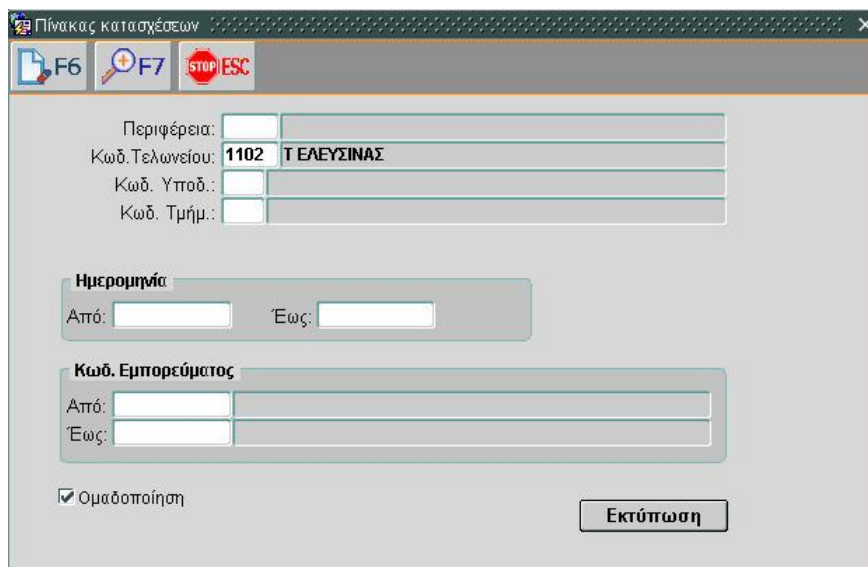 Πίνακας κατασχέσεων
F6 F7 STOP ESC
Περιφέρεια:
Κωδ.Τελωνείου: 1102 Τ ΕΛΕΥΣΙΝΑΣ
Κωδ. Υποδ.:
Κωδ. Τμήμ.:
Ημερομηνία
Από: Έως:
Κωδ. Εμπορεύματος
Από:
Έως:
Ομαδοποίηση
Εκτύπωση